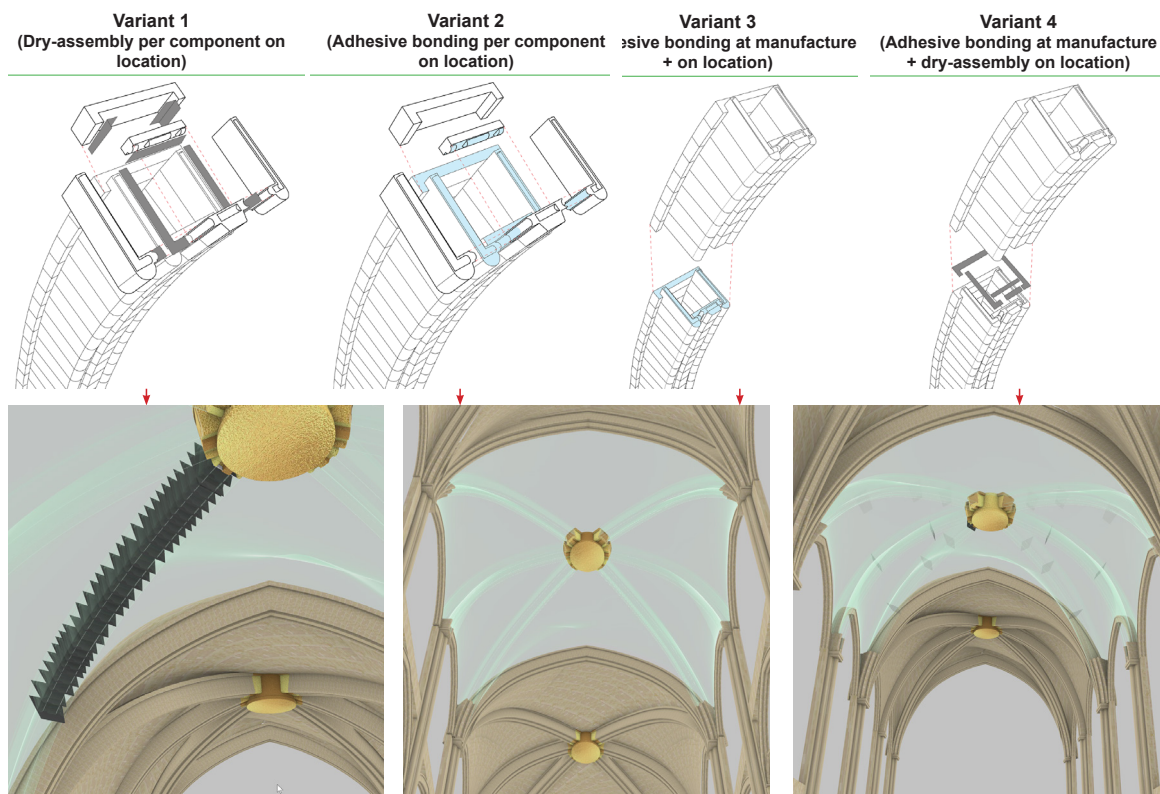 Variant 1
(Dry-assembly per component on
location)
Variant 2
(Adhesive bonding per component
on location)
Variant 3
esive bonding at manufacture
+ on location)
Variant 4
(Adhesive bonding at manufacture
+ dry-assembly on location)